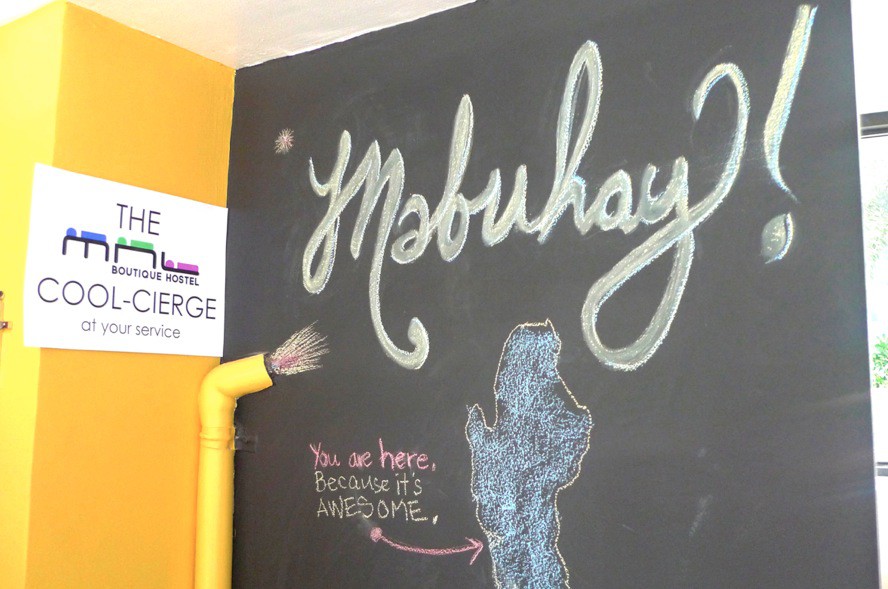 Mabuhay!
THE
mnl
BOUTIQUE HOSTEL
COOL-CIERGE
at your service
You are here.
Because it's
AWESOME.